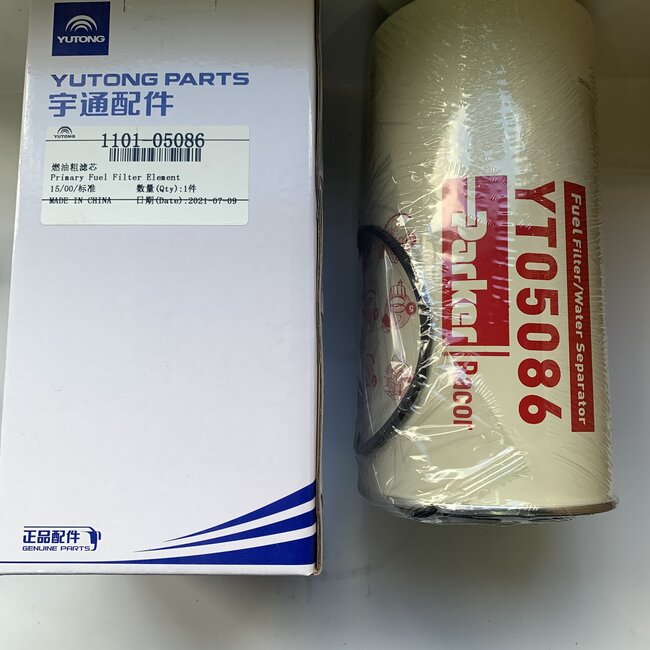 YUTONG
YUTONG PARTS
宇通配件
YUTONG
1101-05086
燃油粗滤芯
Primary Fuel Filter Element
15/00/标准 数量(Qty):1件
MADE IN CHINA 日期(Date):2021-07-09
正品配件
GENUINE PARTS
Fuel Filter/Water Separator
YT05086
Parker Racor